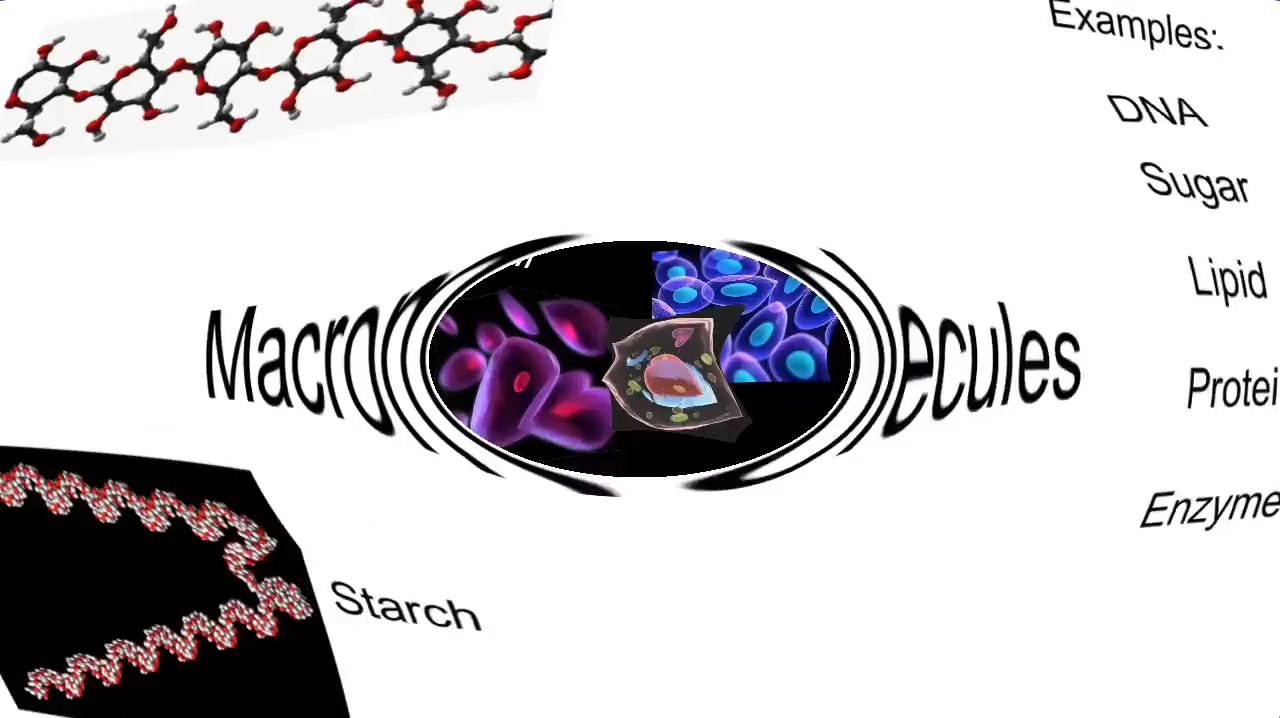 Examples:
DNA
Sugar
Lipid
Protei
Enzyme
Macro ecules
Starch